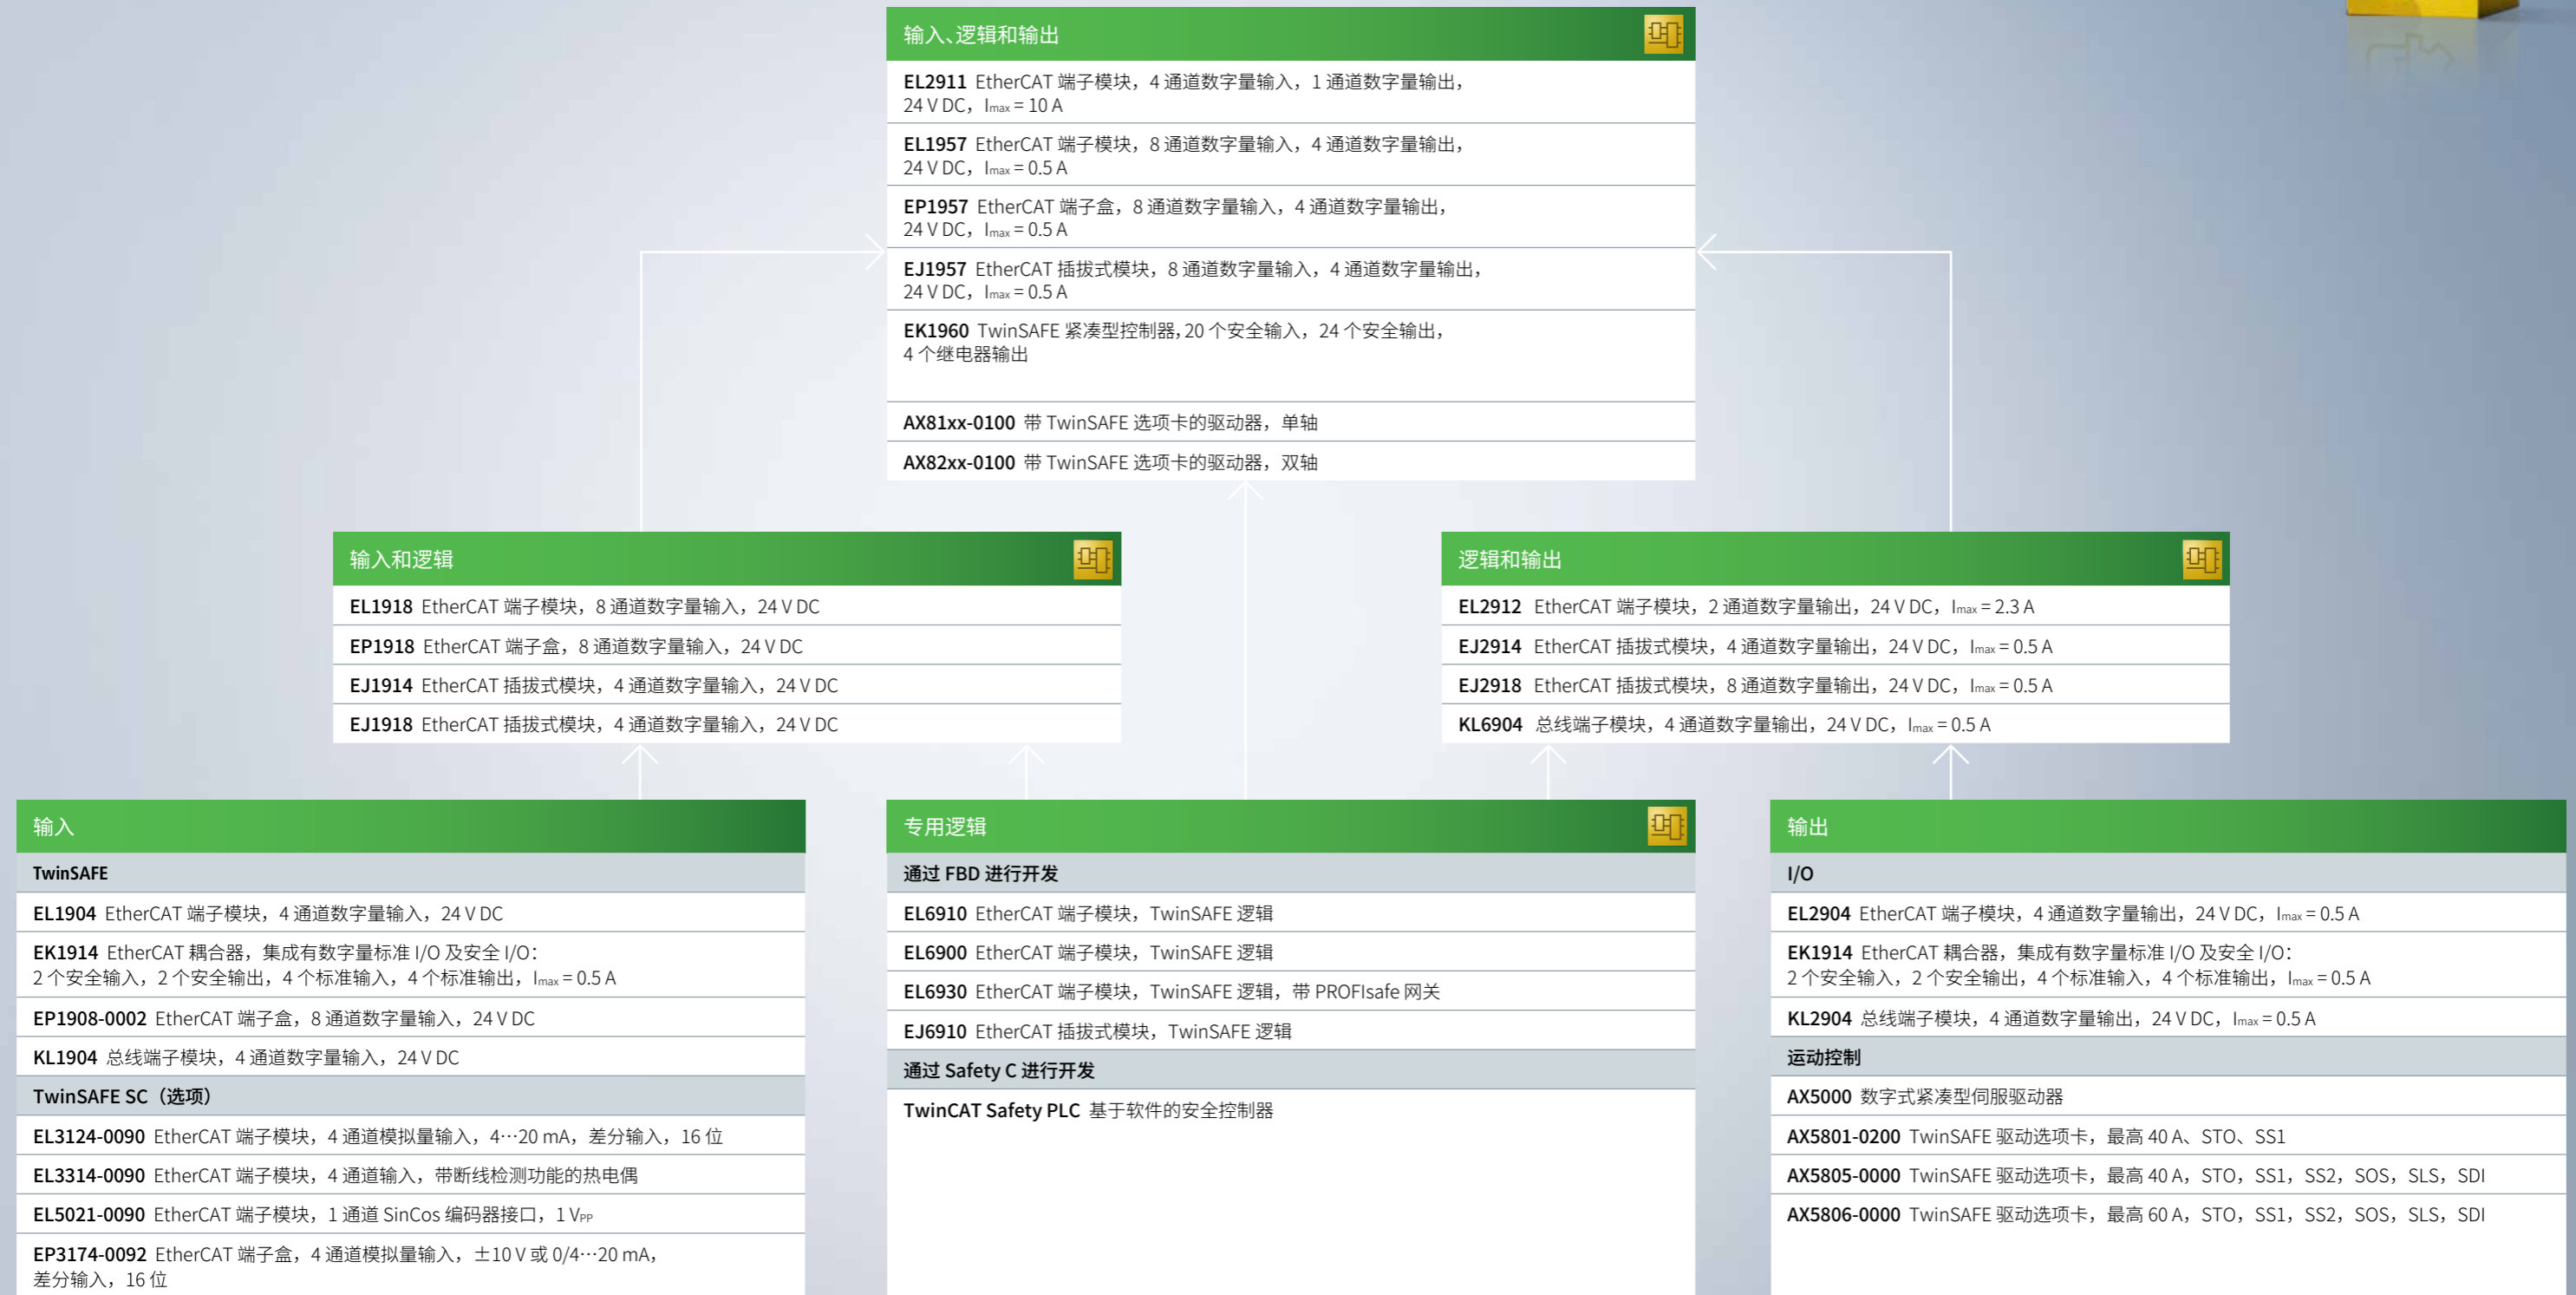 输入、逻辑和输出
EL2911 EtherCAT 端子模块，4 通道数字量输入，1 通道数字量输出，
24 V DC，Imax = 10 A
EL1957 EtherCAT 端子模块，8 通道数字量输入，4 通道数字量输出，
24 V DC，Imax = 0.5 A
EP1957 EtherCAT 端子盒，8 通道数字量输入，4 通道数字量输出，
24 V DC，Imax = 0.5 A
EJ1957 EtherCAT 插拔式模块，8 通道数字量输入，4 通道数字量输出，
24 V DC，Imax = 0.5 A
EK1960 TwinSAFE 紧凑型控制器，20 个安全输入，24 个安全输出，
4 个继电器输出
AX81xx-0100 带 TwinSAFE 选项卡的驱动器，单轴
AX82xx-0100 带 TwinSAFE 选项卡的驱动器，双轴
输入和逻辑
EL1918 EtherCAT 端子模块，8 通道数字量输入，24 V DC
EP1918 EtherCAT 端子盒，8 通道数字量输入，24 V DC
EJ1914 EtherCAT 插拔式模块，4 通道数字量输入，24 V DC
EJ1918 EtherCAT 插拔式模块，4 通道数字量输入，24 V DC
逻辑和输出
EL2912 EtherCAT 端子模块，2 通道数字量输出，24 V DC，Imax = 2.3 A
EJ2914 EtherCAT 插拔式模块，4 通道数字量输出，24 V DC，Imax = 0.5 A
EJ2918 EtherCAT 插拔式模块，8 通道数字量输出，24 V DC，Imax = 0.5 A
KL6904 总线端子模块，4 通道数字量输出，24 V DC，Imax = 0.5 A
输入
TwinSAFE
EL1904 EtherCAT 端子模块，4 通道数字量输入，24 V DC
EK1914 EtherCAT 耦合器，集成有数字量标准 I/O 及安全 I/O：
2 个安全输入，2 个安全输出，4 个标准输入，4 个标准输出，Imax = 0.5 A
EP1908-0002 EtherCAT 端子盒，8 通道数字量输入，24 V DC
KL1904 总线端子模块，4 通道数字量输入，24 V DC
TwinSAFE SC（选项）
EL3124-0090 EtherCAT 端子模块，4 通道模拟量输入，4…20 mA，差分输入，16 位
EL3314-0090 EtherCAT 端子模块，4 通道输入，带断线检测功能的热电偶
EL5021-0090 EtherCAT 端子模块，1 通道 SinCos 编码器接口，1 VPP
EP3174-0092 EtherCAT 端子盒，4 通道模拟量输入，±10 V 或 0/4…20 mA，
差分输入，16 位
专用逻辑
通过 FBD 进行开发
EL6910 EtherCAT 端子模块，TwinSAFE 逻辑
EL6900 EtherCAT 端子模块，TwinSAFE 逻辑
EL6930 EtherCAT 端子模块，TwinSAFE 逻辑，带 PROFIsafe 网关
EJ6910 EtherCAT 插拔式模块，TwinSAFE 逻辑
通过 Safety C 进行开发
TwinCAT Safety PLC 基于软件的安全控制器
输出
I/O
EL2904 EtherCAT 端子模块，4 通道数字量输出，24 V DC，Imax = 0.5 A
EK1914 EtherCAT 耦合器，集成有数字量标准 I/O 及安全 I/O：
2 个安全输入，2 个安全输出，4 个标准输入，4 个标准输出，Imax = 0.5 A
KL2904 总线端子模块，4 通道数字量输出，24 V DC，Imax = 0.5 A
运动控制
AX5000 数字式紧凑型伺服驱动器
AX5801-0200 TwinSAFE 驱动选项卡，最高 40 A、STO、SS1
AX5805-0000 TwinSAFE 驱动选项卡，最高 40 A，STO，SS1，SS2，SOS，SLS，SDI
AX5806-0000 TwinSAFE 驱动选项卡，最高 60 A，STO，SS1，SS2，SOS，SLS，SDI